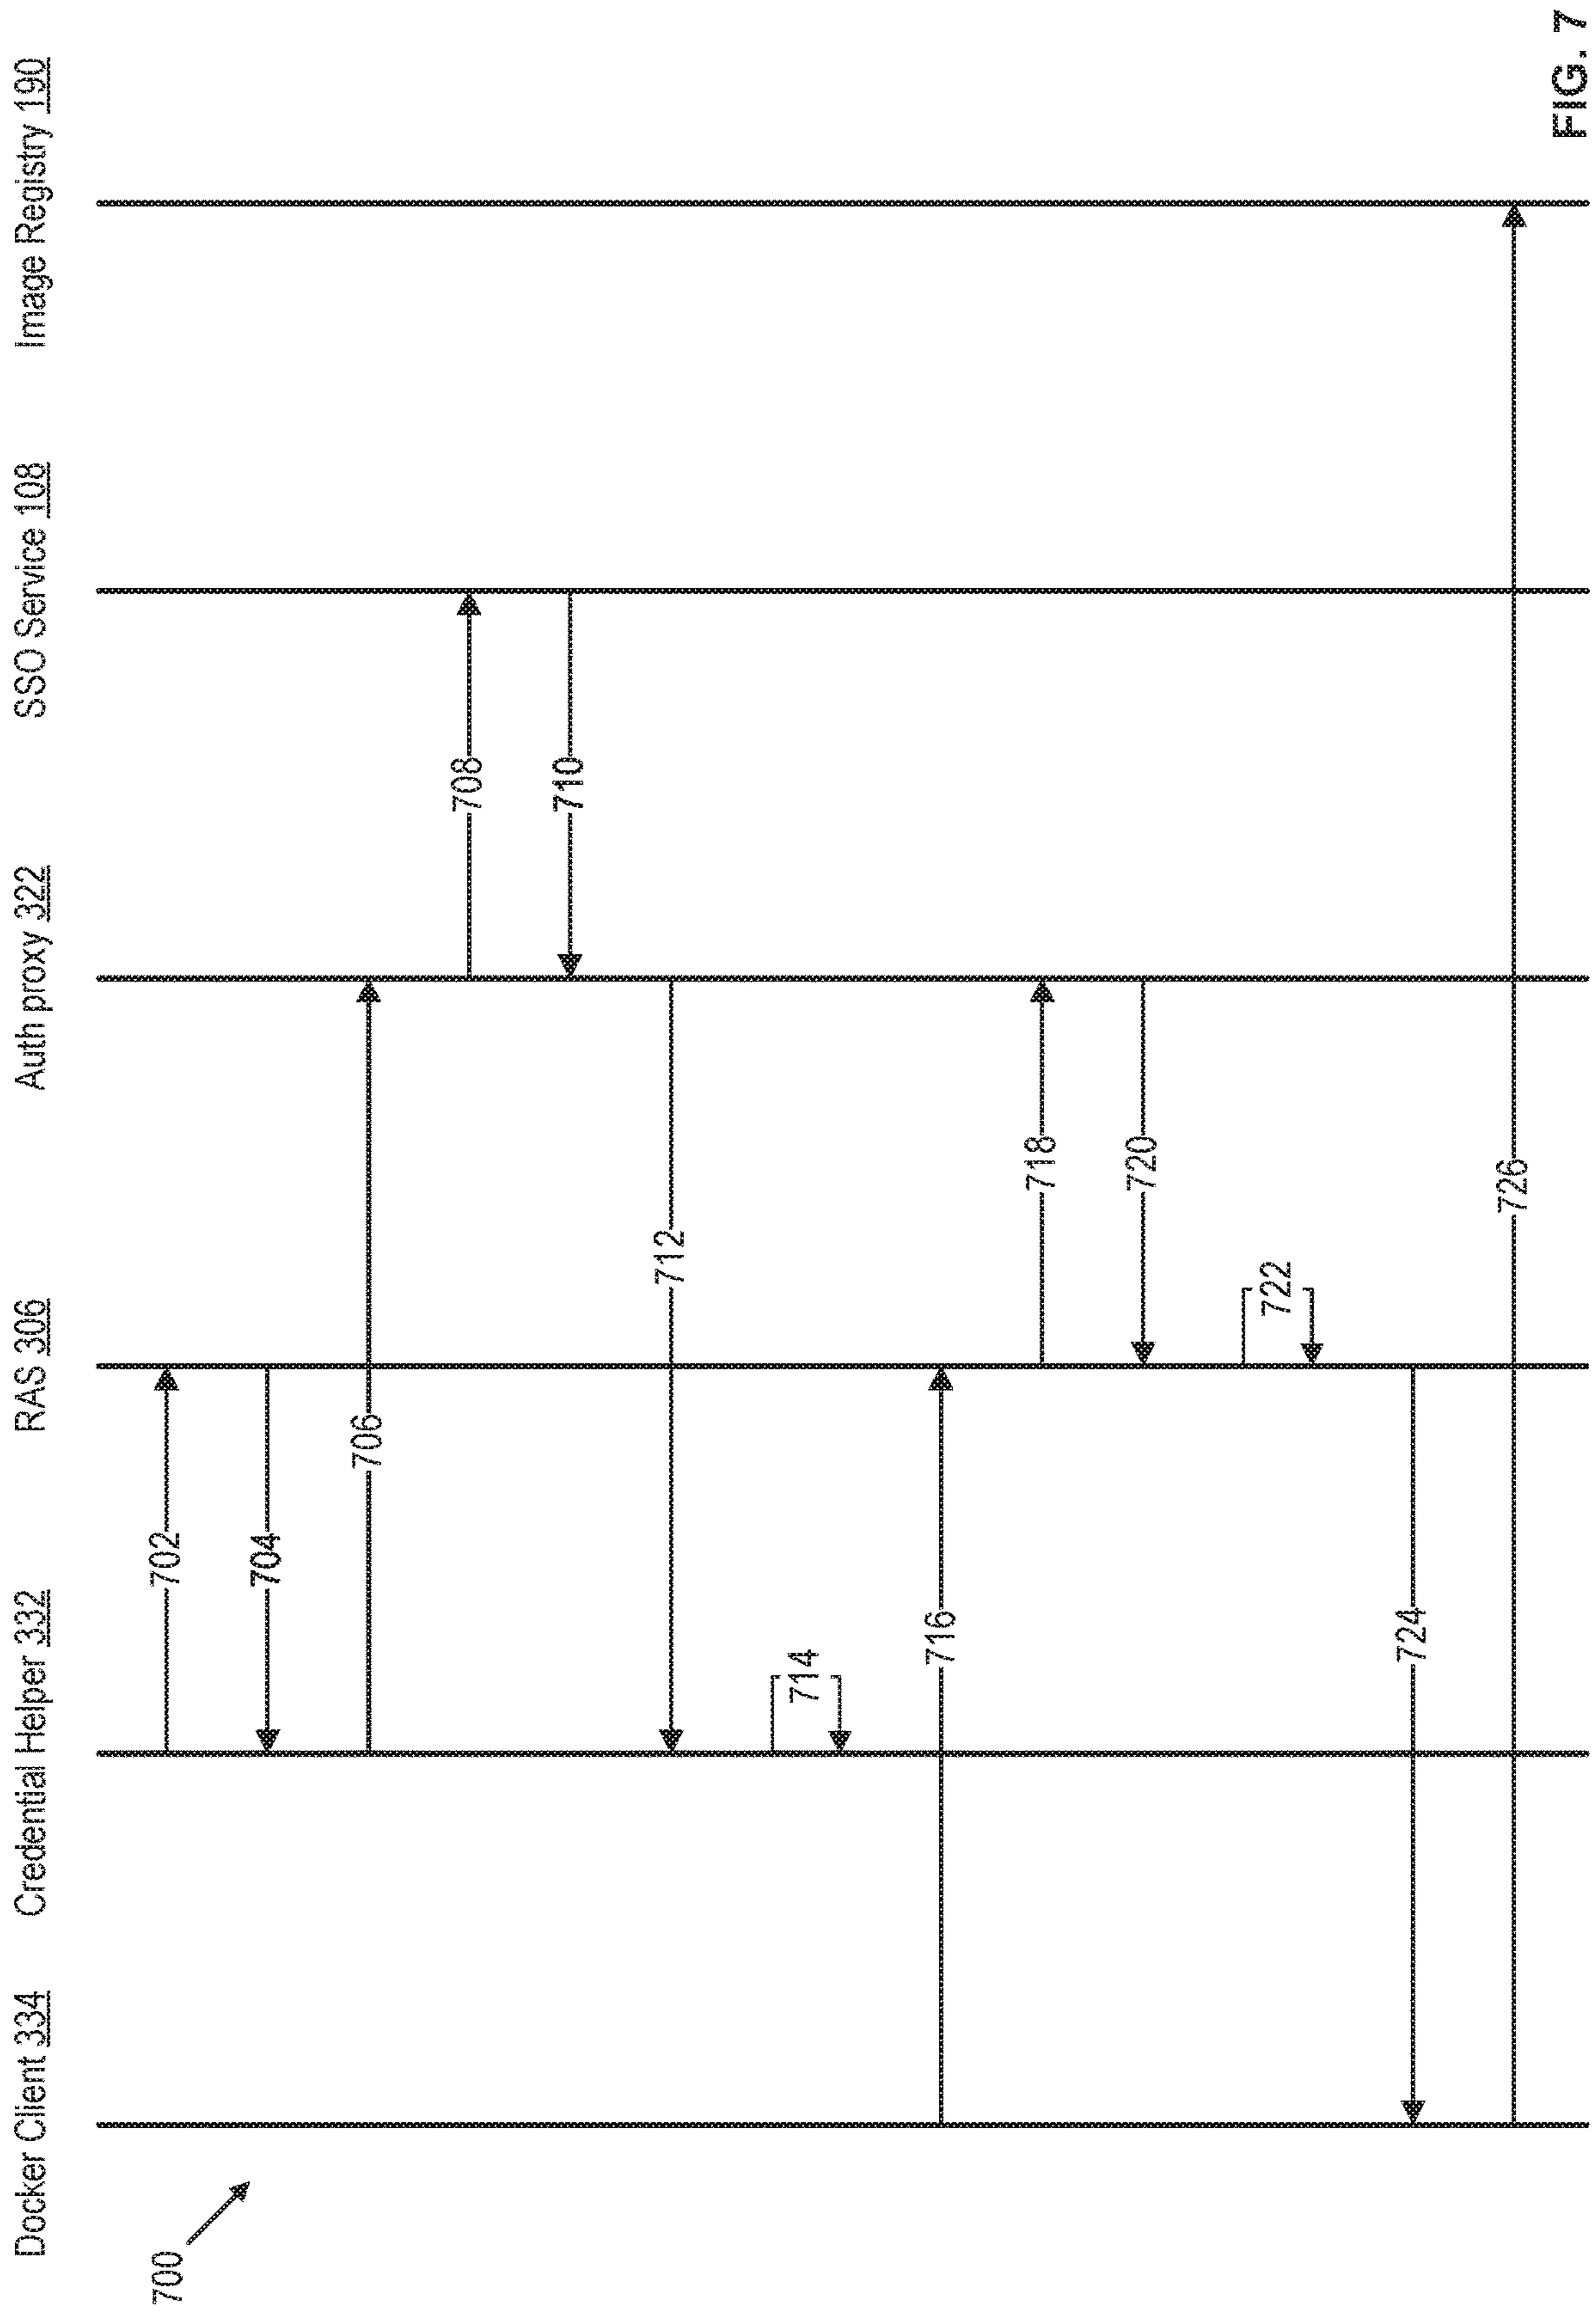 700
Docker Client 334
Credential Helper 332
RAS 306
Auth proxy 322
SSO Service 108
Image Registry 190
702
704
706
708
710
712
714
716
718
720
722
724
726
FIG. 7